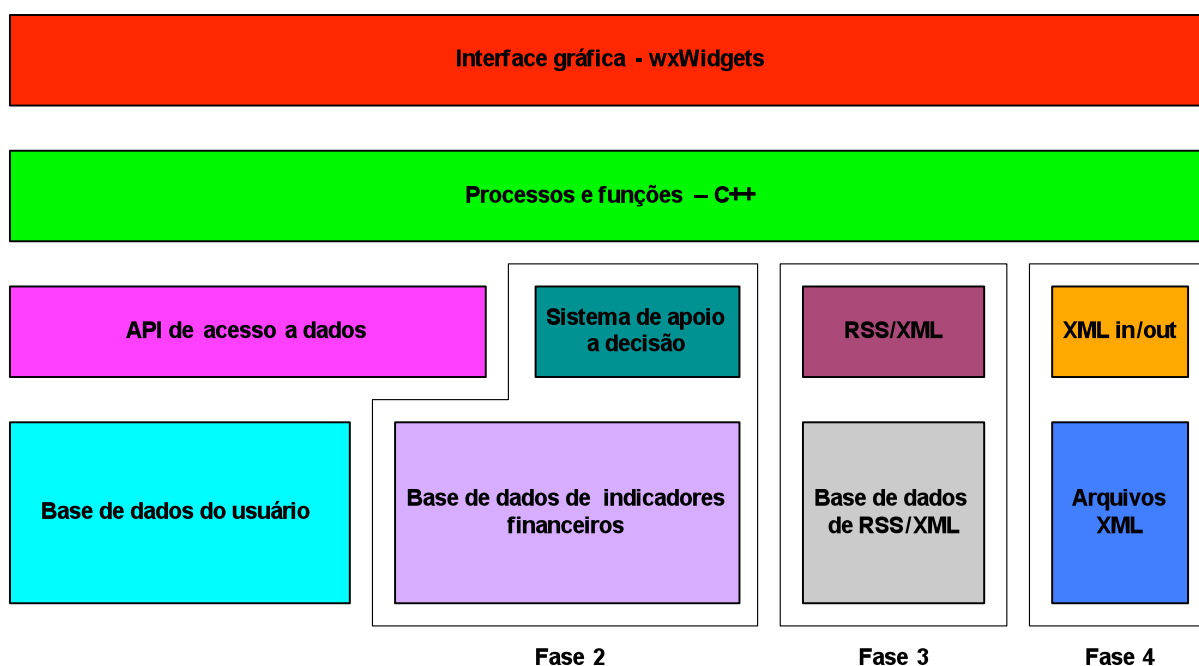 Interface gráfica - wxWidgets
Processos e funções – C++
API de acesso a dados
Sistema de apoio
a decisão
RSS/XML
XML in/out
Base de dados do usuário
Base de dados de indicadores
financeiros
Base de dados
de RSS/XML
Arquivos
XML
Fase 2
Fase 3
Fase 4